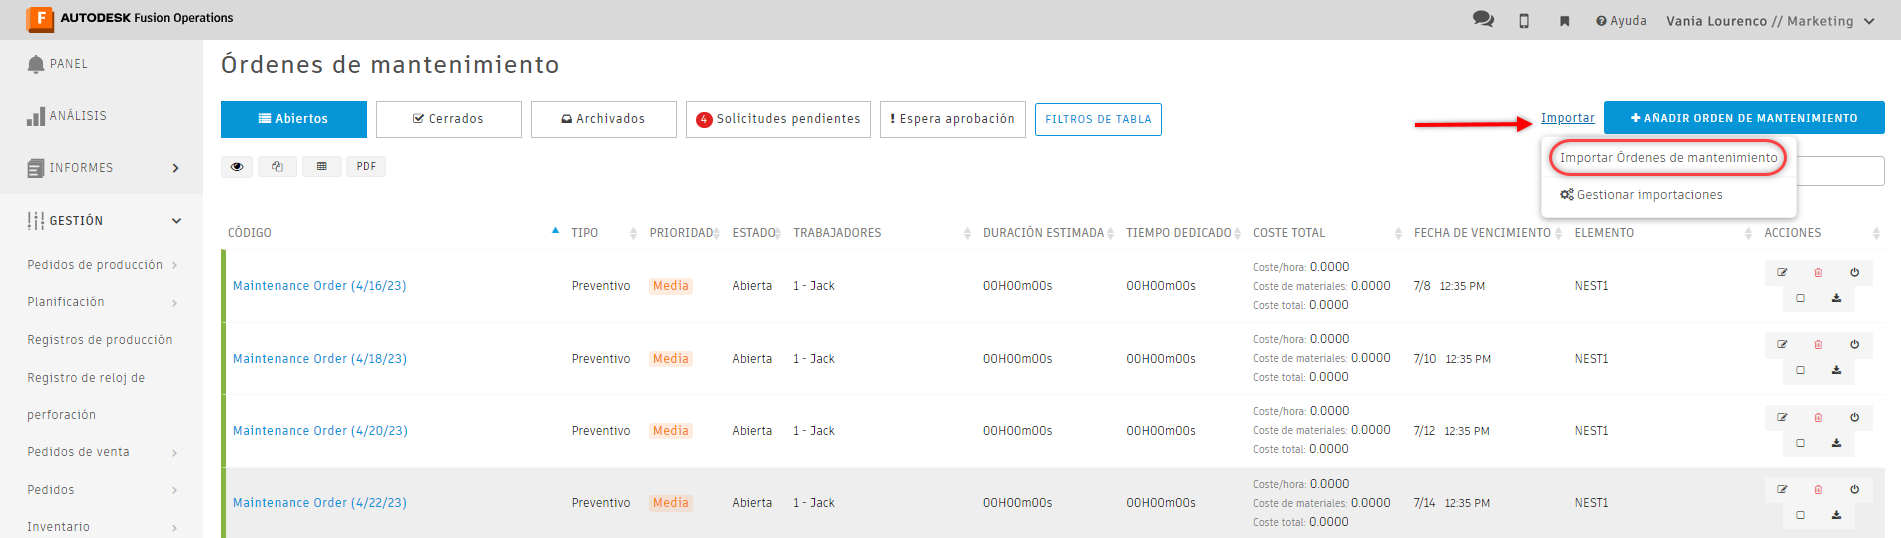 AUTODESK Fusion Operations
Ayuda
Vania Lourenco // Marketing
PANEL
ANÁLISIS
INFORMES
GESTIÓN
Pedidos de producción
Planificación
Registros de producción
Registro de reloj de
perforación
Pedidos de venta
Pedidos
Inventario
Órdenes de mantenimiento
Abiertos
Cerrados
Archivados
4 Solicitudes pendientes
! Espera aprobación
FILTROS DE TABLA
Importar
+ AÑADIR ORDEN DE MANTENIMIENTO
Importar Órdenes de mantenimiento
Gestionar importaciones
PDF
CÓDIGO TIPO PRIORIDAD ESTADO TRABAJADORES DURACIÓN ESTIMADA TIEMPO DEDICADO COSTE TOTAL FECHA DE VENCIMIENTO ELEMENTO ACCIONES
Coste/hora: 0.0000
Maintenance Order (4/16/23) Preventivo Media Abierta 1 - Jack 00H00m00s 00H00m00s Coste de materiales: 0.0000 7/8 12:35 PM NEST1
Coste total: 0.0000
Coste/hora: 0.0000
Maintenance Order (4/18/23) Preventivo Media Abierta 1 - Jack 00H00m00s 00H00m00s Coste de materiales: 0.0000 7/10 12:35 PM NEST1
Coste total: 0.0000
Coste/hora: 0.0000
Maintenance Order (4/20/23) Preventivo Media Abierta 1 - Jack 00H00m00s 00H00m00s Coste de materiales: 0.0000 7/12 12:35 PM NEST1
Coste total: 0.0000
Coste/hora: 0.0000
Maintenance Order (4/22/23) Preventivo Media Abierta 1 - Jack 00H00m00s 00H00m00s Coste de materiales: 0.0000 7/14 12:35 PM NEST1
Coste total: 0.0000